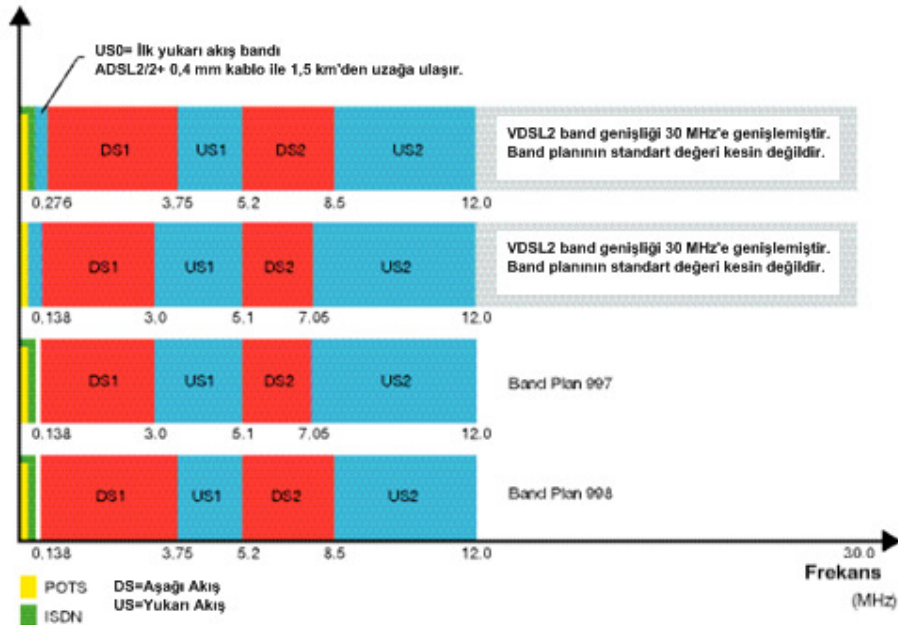 US0= İlk yukarı akış bandı
ADSL2/2+ 0,4 mm kablo ile 1,5 km'den uzağa ulaşır.
DS1 US1 DS2 US2
VDSL2 band genişliği 30 MHz'e genişlemiştir.
Band planının standart değeri kesin değildir.
0.276 3.75 5.2 8.5 12.0
DS1 US1 DS2 US2
VDSL2 band genişliği 30 MHz'e genişlemiştir.
Band planının standart değeri kesin değildir.
0.138 3.0 5.1 7.05 12.0
DS1 US1 DS2 US2
Band Plan 997
0.138 3.0 5.1 7.05 12.0
DS1 US1 DS2 US2
Band Plan 998
0.138 3.75 5.2 8.5 12.0 30.0
Frekans
(MHz)
POTS DS=Aşağı Akış
ISDN US=Yukarı Akış